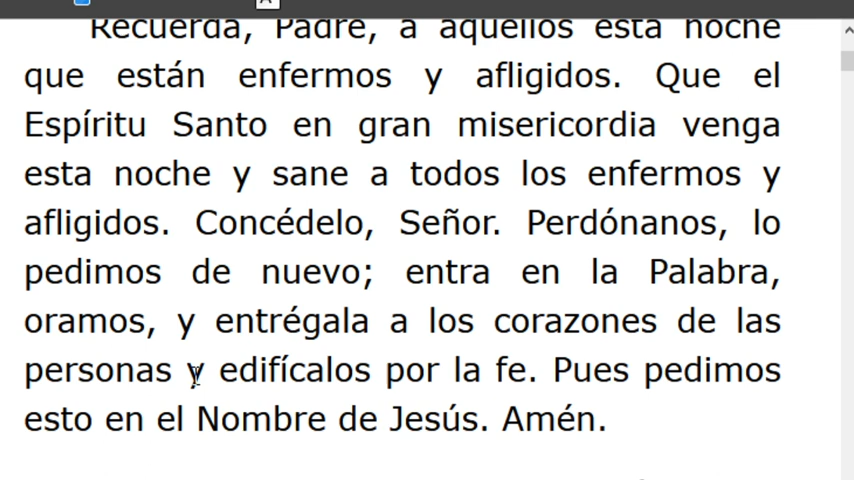 Recuerda, Padre, a aquellos esta noche
que están enfermos y afligidos. Que el
Espíritu Santo en gran misericordia venga
esta noche y sane a todos los enfermos y
afligidos. Concédelo, Señor. Perdónanos, lo
pedimos de nuevo; entra en la Palabra,
oramos, y entrégala a los corazones de las
personas y edifícalos por la fe. Pues pedimos
esto en el Nombre de Jesús. Amén.